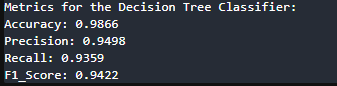 Metrics for the Decision Tree Classifier:
Accuracy: 0.9866
Precision: 0.9498
Recall: 0.9359
F1_Score: 0.9422